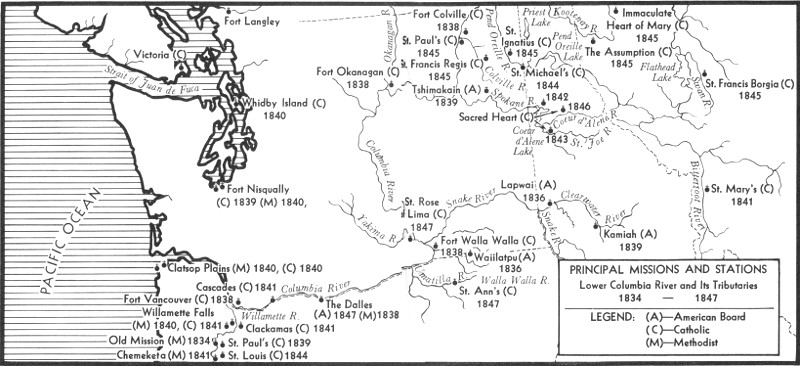 Fort Langley
Victoria (C)
Strait of Juan de Fuca
Whidby Island (C)
1840
Fort Nisqually
(C) 1839 (M) 1840,
PACIFIC OCEAN
Okanagan R.
Fort Okanagan (C)
1838
Columbia River
Fort Colville (C)
1838
St. Paul's (C)
1845
St. Francis Regis (C)
1845
Tshimakain (A)
1839
Pend Oreille R.
Colville R.
Spokane R.
Priest
Lake
Kootenay R.
St.
Ignatius (C)
1845
Pend
Oreille
Lake
St. Michael's (C)
1844
1842
1846
Sacred Heart (C)
Coeur d'Alene R.
Coeur
d'Alene
Lake
1843
St. Joe R.
Immaculate
Heart of Mary (C)
1845
The Assumption (C)
1845
Flathead
Lake
Swan R.
St. Francis Borgia (C)
1845
Bitterroot River
St. Mary's (C)
1841
Lapwai (A)
1836
Clearwater River
Kamiah (A)
1839
Snake River
Snake R.
St. Rose
Lima (C)
1847
Yakima R.
Fort Walla Walla (C)
1838
Waiilatpu (A)
1836
Walla Walla R.
Umatilla R.
St. Ann's (C)
1847
Clatsop Plains (M) 1840, (C) 1840
Cascades (C) 1841
Columbia River
Fort Vancouver (C) 1838
The Dalles
(A) 1847 (M) 1838
Willamette Falls
(M) 1840, (C) 1841
Willamette R.
Clackamas (C) 1841
Old Mission (M) 1834
St. Paul's (C) 1839
Chemeketa (M) 1841
St. Louis (C) 1844
PRINCIPAL MISSIONS AND STATIONS
Lower Columbia River and Its Tributaries
1834 — 1847
LEGEND: (A)—American Board
(C)—Catholic
(M)—Methodist